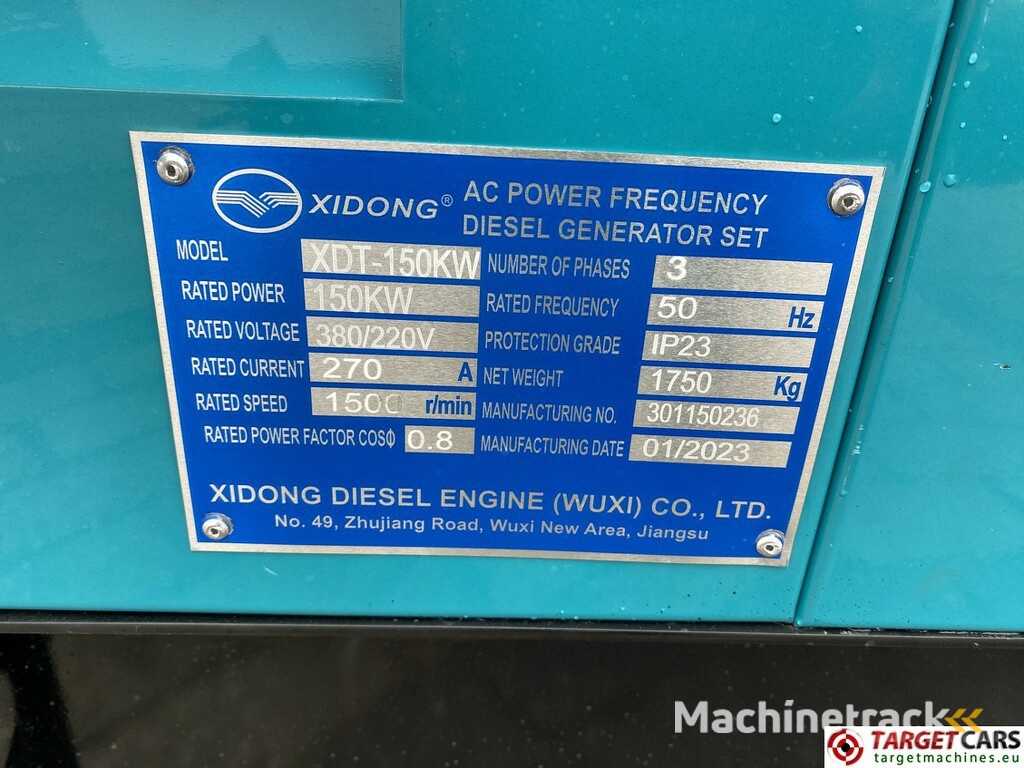 XIDONG® AC POWER FREQUENCY
DIESEL GENERATOR SET
MODEL XDT-150KW
RATED POWER 150KW
RATED VOLTAGE 380/220V
RATED CURRENT 270 A
RATED SPEED 1500 r/min
RATED POWER FACTOR COSϕ 0.8
NUMBER OF PHASES 3
RATED FREQUENCY 50 Hz
PROTECTION GRADE IP23
NET WEIGHT 1750 Kg
MANUFACTURING NO. 301150236
MANUFACTURING DATE 01/2023
XIDONG DIESEL ENGINE (WUXI) CO., LTD.
No. 49, Zhujiang Road, Wuxi New Area, Jiangsu
Machinetrack
TARGETCARS
targetmachines.eu